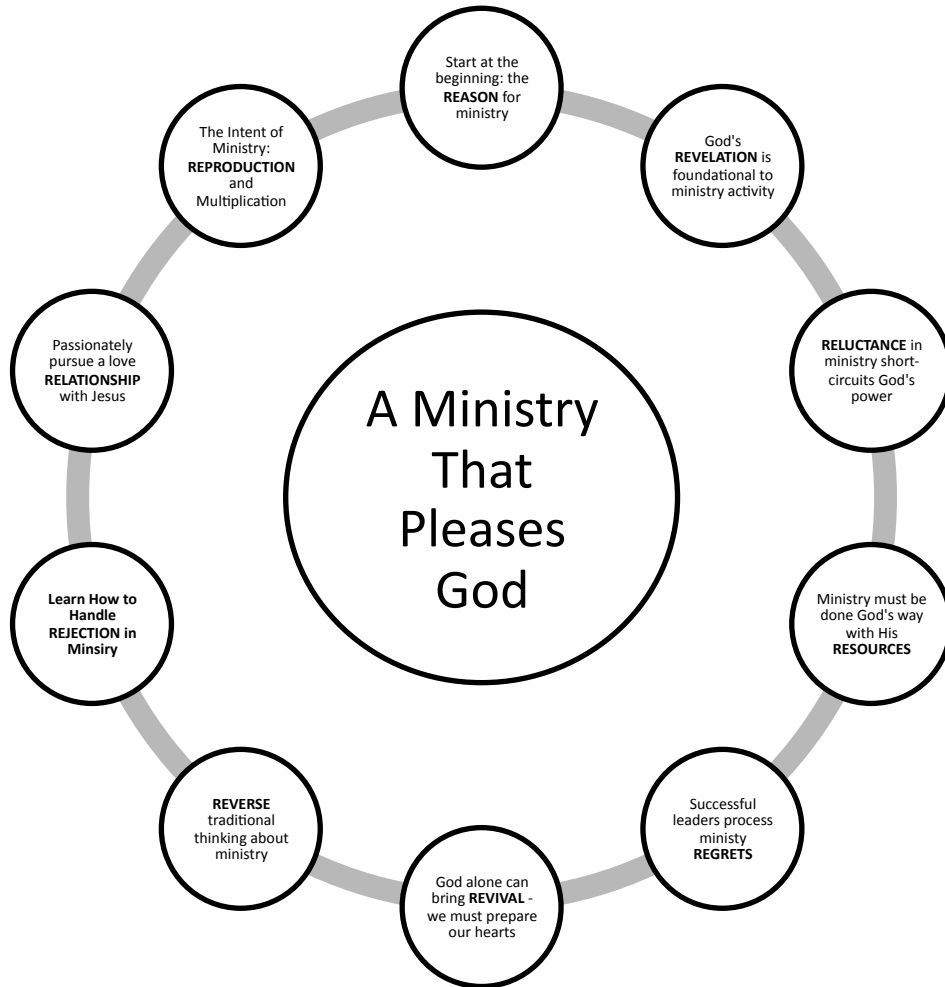 Start at the
beginning: the
REASON for
ministry
God's
REVELATION is
foundational to
ministry activity
RELUCTANCE in
ministry short-
circuits God's
power
Ministry must be
done God's way
with His
RESOURCES
Successful
leaders process
ministy
REGRETS
God alone can
bring REVIVAL -
we must prepare
our hearts
REVERSE
traditional
thinking about
ministry
Learn How to
Handle
REJECTION in
Minsiry
Passionately
pursue a love
RELATIONSHIP
with Jesus
The Intent of
Ministry:
REPRODUCTION
and
Multiplication
A Ministry
That
Pleases
God